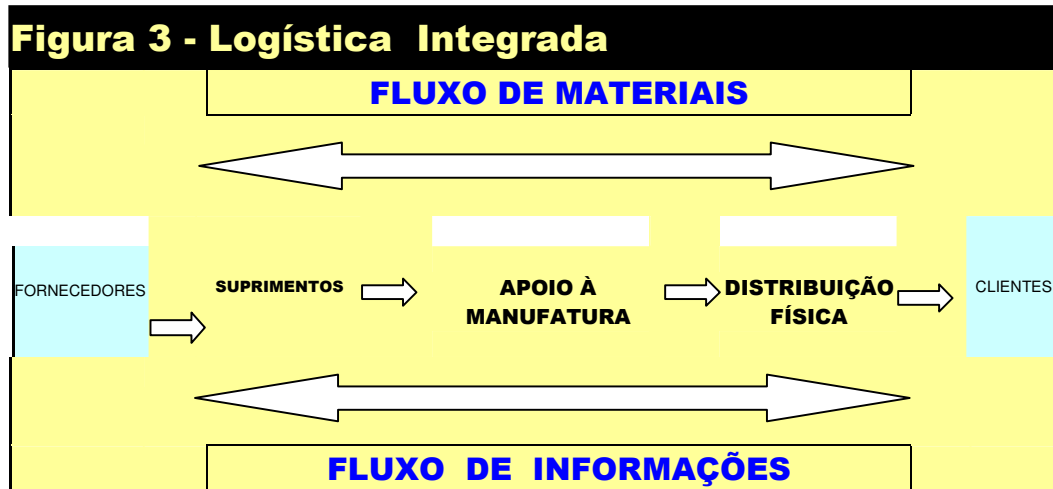 Figura 3 - Logística Integrada
FLUXO DE MATERIAIS
FORNECEDORES
SUPRIMENTOS
APOIO À
MANUFATURA
DISTRIBUIÇÃO
FÍSICA
CLIENTES
FLUXO DE INFORMAÇÕES